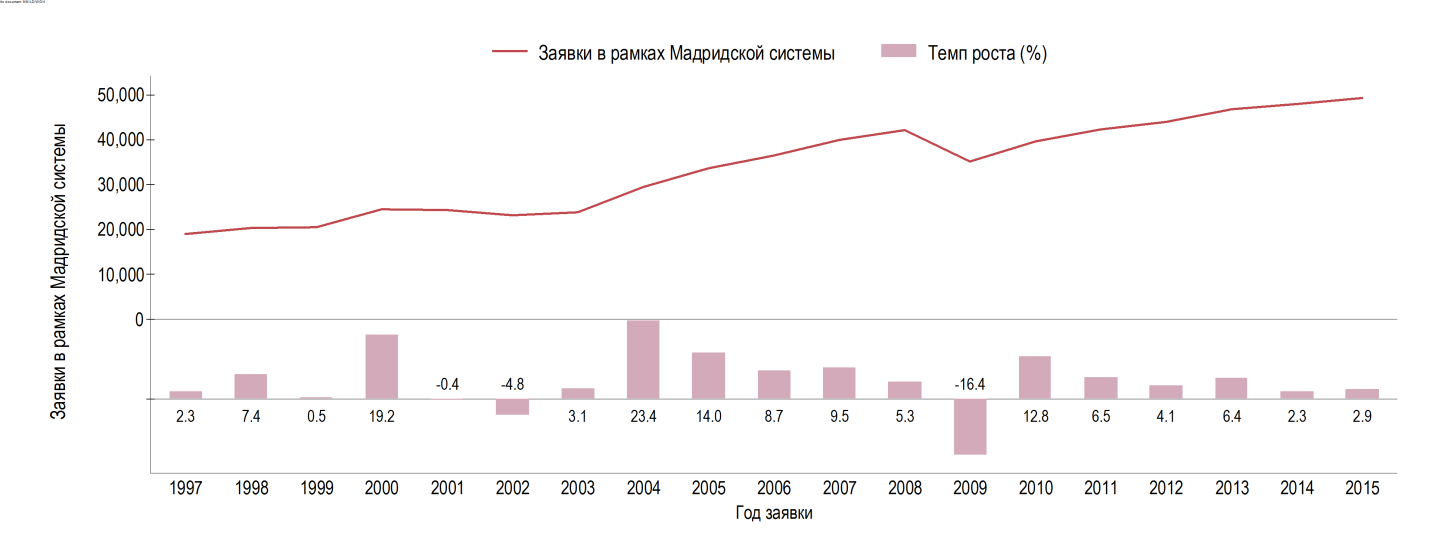 Заявки в рамках Мадридской системы Темп роста (%)
Заявки в рамках Мадридской системы
50,000
40,000
30,000
20,000
10,000
0
-0.4 -4.8 -16.4
2.3 7.4 0.5 19.2 3.1 23.4 14.0 8.7 9.5 5.3 12.8 6.5 4.1 6.4 2.3 2.9
1997 1998 1999 2000 2001 2002 2003 2004 2005 2006 2007 2008 2009 2010 2011 2012 2013 2014 2015
Год заявки